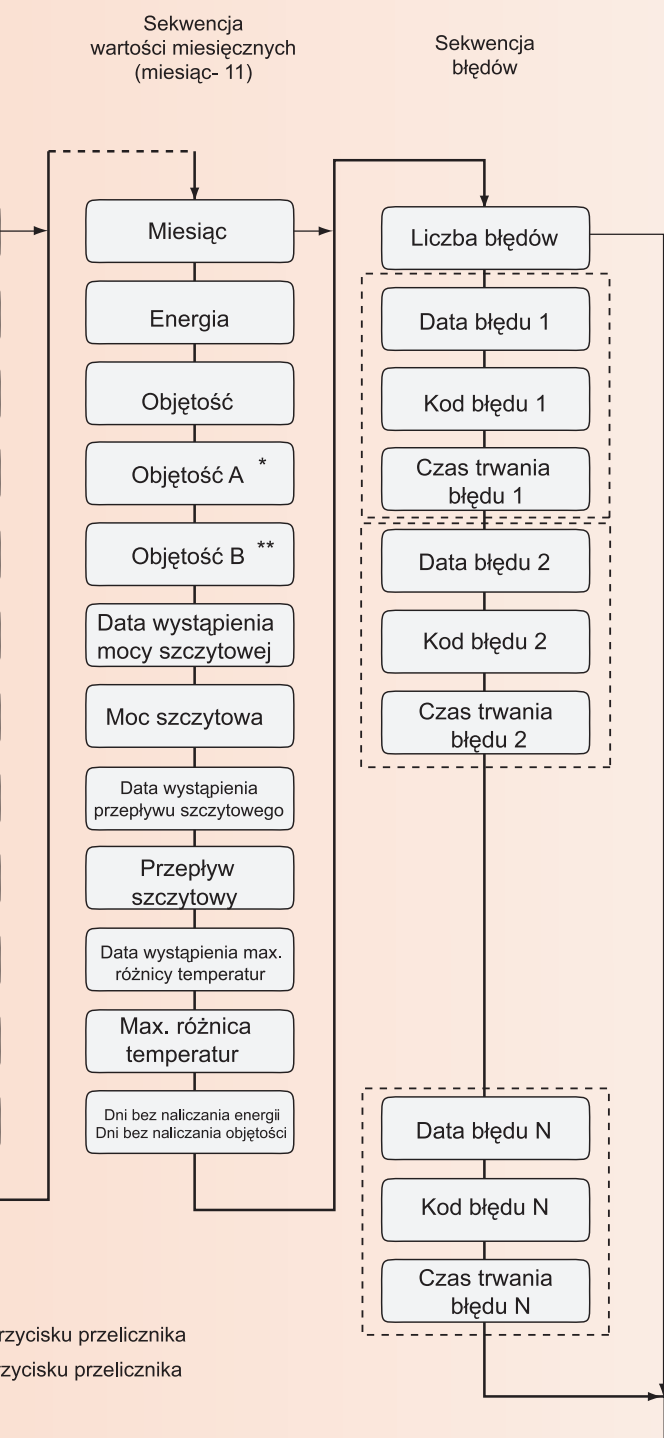 Sekwencja
wartości miesięcznych
(miesiąc- 11)
Miesiąc
Energia
Objętość
Objętość A *
Objętość B **
Data wystąpienia
mocy szczytowej
Moc szczytowa
Data wystąpienia
przepływu szczytowego
Przepływ
szczytowy
Data wystąpienia max.
różnicy temperatur
Max. różnica
temperatur
Dni bez naliczania energii
Dni bez naliczania objętości
Sekwencja
błędów
Liczba błędów
Data błędu 1
Kod błędu 1
Czas trwania
błędu 1
Data błędu 2
Kod błędu 2
Czas trwania
błędu 2
Data błędu N
Kod błędu N
Czas trwania
błędu N
rzycisku przelicznika
rzycisku przelicznika